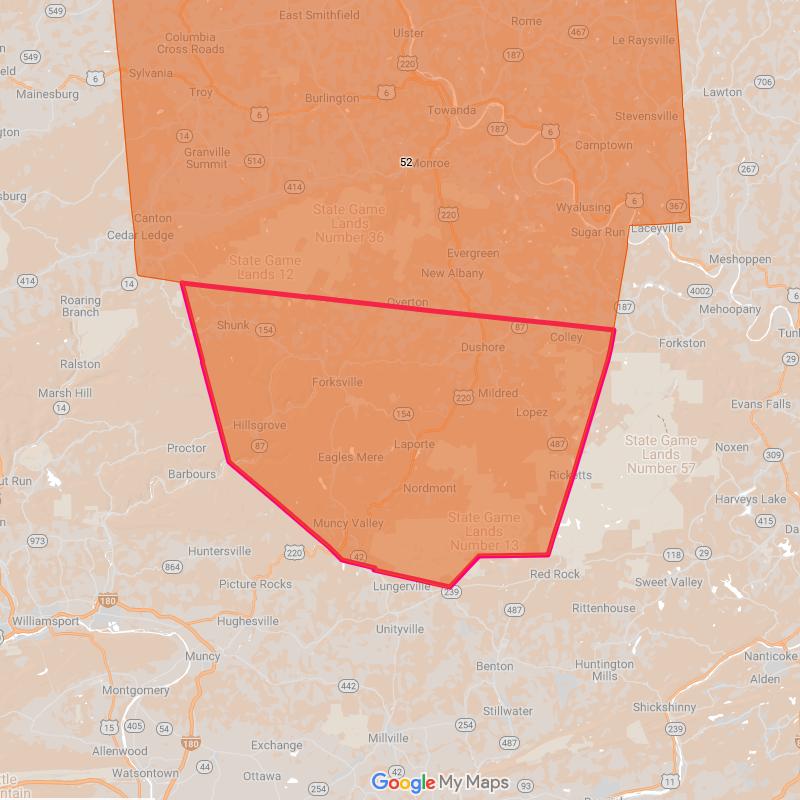 East Smithfield
Rome
549
Columbia
Cross Roads
Ulster
467
Le Raysville
187
549
220
Sylvania
6
Mainesburg
Troy
Burlington
6
706
Lawton
Towanda
6
Stevensville
14
187
6
Granville
Summit
514
Camptown
52
Monroe
267
414
State Game
Lands
Number 36
Wyalusing
6
367
Canton
220
Cedar Ledge
Sugar Run
Laceyville
State Game
Lands 12
Evergreen
Meshoppen
New Albany
414
14
4002
6
Roaring
Branch
Overton
187
Mehoopany
Shunk
154
87
Colley
Forkston
Dushore
29
Ralston
Forksville
Mildred
Marsh Hill
14
220
154
Lopez
Evans Falls
Hillsgrove
87
Laporte
487
State Game
Lands
Number 57
Noxen
Proctor
Eagles Mere
309
Barbours
Ricketts
Nordmont
Harveys Lake
Muncy Valley
State Game
Lands
Number 13
415
973
Huntersville
220
42
118
29
864
Picture Rocks
Lungerville
Red Rock
Sweet Valley
239
180
487
Rittenhouse
Williamsport
Hughesville
Unityville
Muncy
Benton
Huntington
Mills
Nanticoke
Alden
Montgomery
442
Stillwater
Shickshinny
15
405
54
254
239
Allenwood
180
Exchange
Millville
487
Watsontown
44
Ottawa
42
254
93
11
Google My Maps